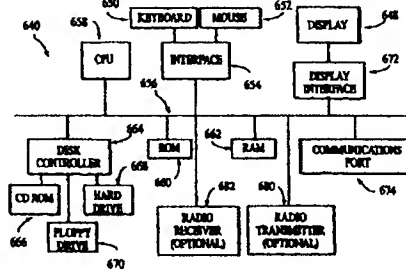 650
652
658
KEYBOARD
MOUSE
DISPLAY
648
640
CPU
INTERFACE
654
672
DISPLAY
INTERFACE
656
664
662
DISK
CONTROLLER
ROM
RAM
COMMUNICATIONS
PORT
668
660
682
680
674
CD ROM
HARD
DRIVE
RADIO
RECEIVER
(OPTIONAL)
RADIO
TRANSMITTER
(OPTIONAL)
666
FLOPPY
DRIVE
670